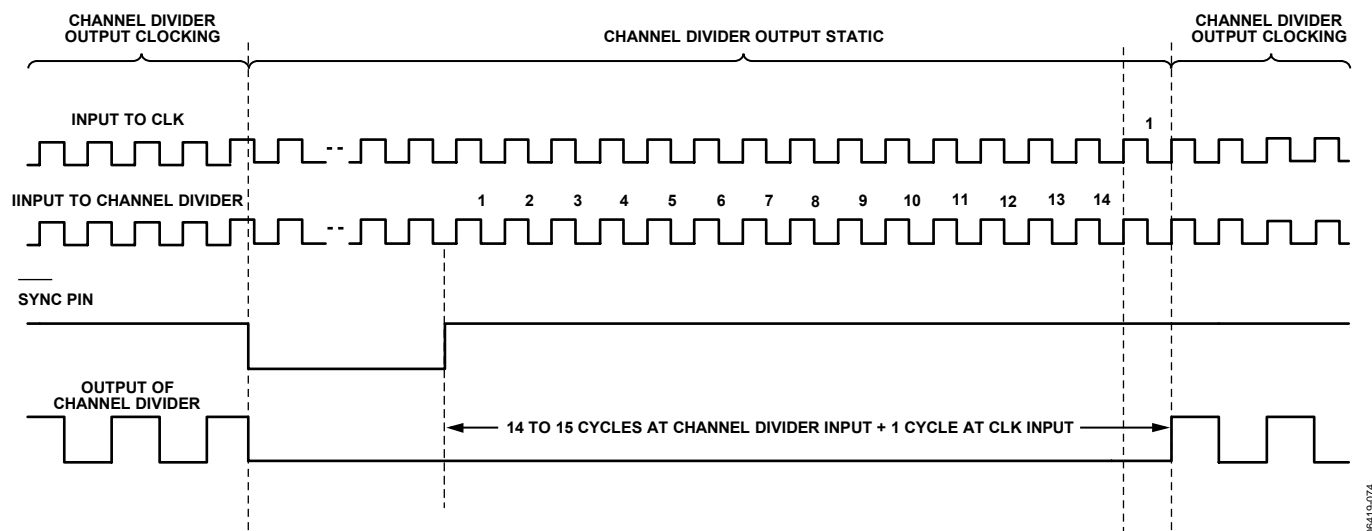 CHANNEL DIVIDER
OUTPUT CLOCKING
CHANNEL DIVIDER OUTPUT STATIC
CHANNEL DIVIDER
OUTPUT CLOCKING
INPUT TO CLK
1
IINPUT TO CHANNEL DIVIDER
1 2 3 4 5 6 7 8 9 10 11 12 13 14
SYNC PIN
OUTPUT OF
CHANNEL DIVIDER
14 TO 15 CYCLES AT CHANNEL DIVIDER INPUT + 1 CYCLE AT CLK INPUT